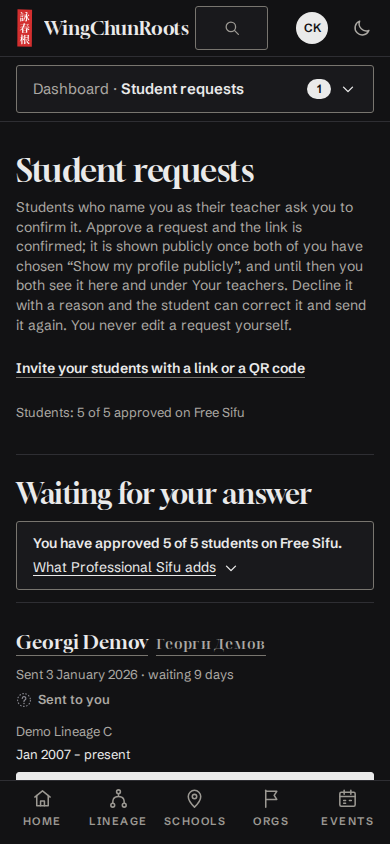 詠春根
WingChunRoots
CK
Dashboard · Student requests
1
Student requests
Students who name you as their teacher ask you to
confirm it. Approve a request and the link is
confirmed; it is shown publicly once both of you have
chosen “Show my profile publicly”, and until then you
both see it here and under Your teachers. Decline it
with a reason and the student can correct it and send
it again. You never edit a request yourself.
Invite your students with a link or a QR code
Students: 5 of 5 approved on Free Sifu
Waiting for your answer
You have approved 5 of 5 students on Free Sifu.
What Professional Sifu adds
Georgi Demov Георги Демов
Sent 3 January 2026 · waiting 9 days
Sent to you
Demo Lineage C
Jan 2007 – present
HOME LINEAGE SCHOOLS ORGS EVENTS